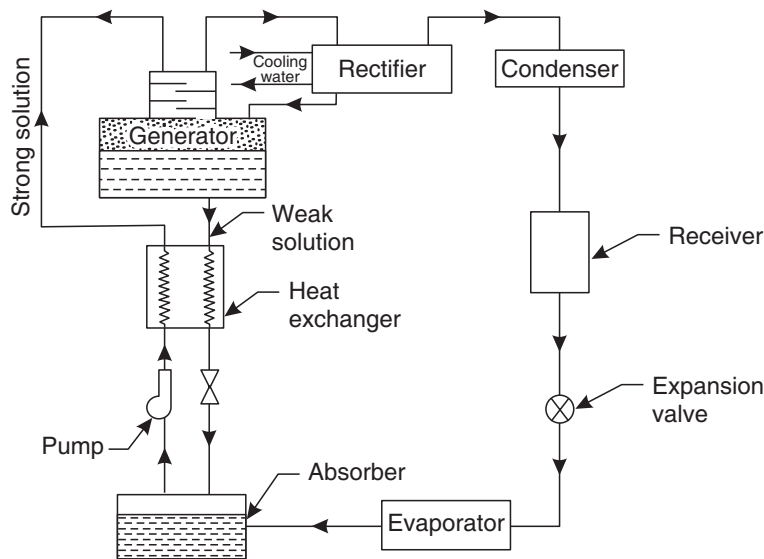 Cooling
water
Rectifier
Condenser
Generator
Strong solution
Weak
solution
Receiver
Heat
exchanger
Expansion
valve
Pump
Absorber
Evaporator